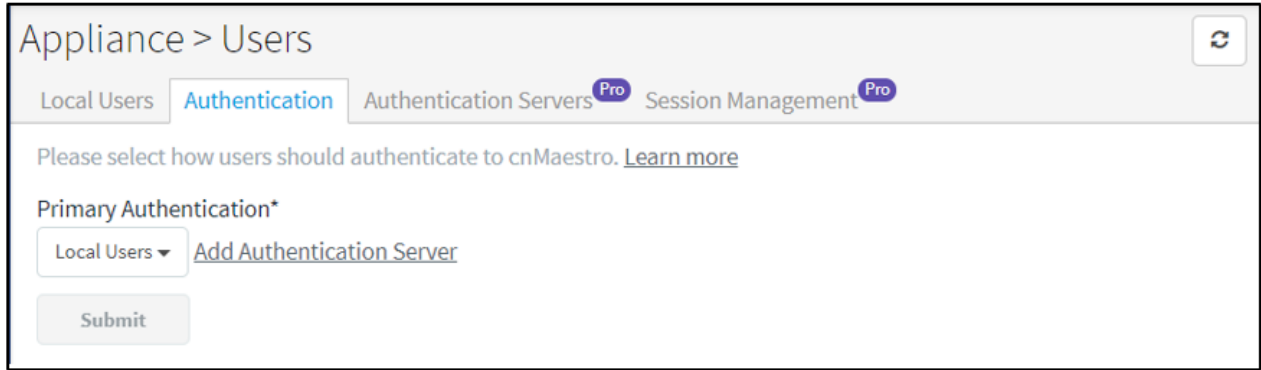 Appliance > Users
Local Users Authentication Authentication Servers Pro Session Management Pro
Please select how users should authenticate to cnMaestro. Learn more
Primary Authentication*
Local Users Add Authentication Server
Submit